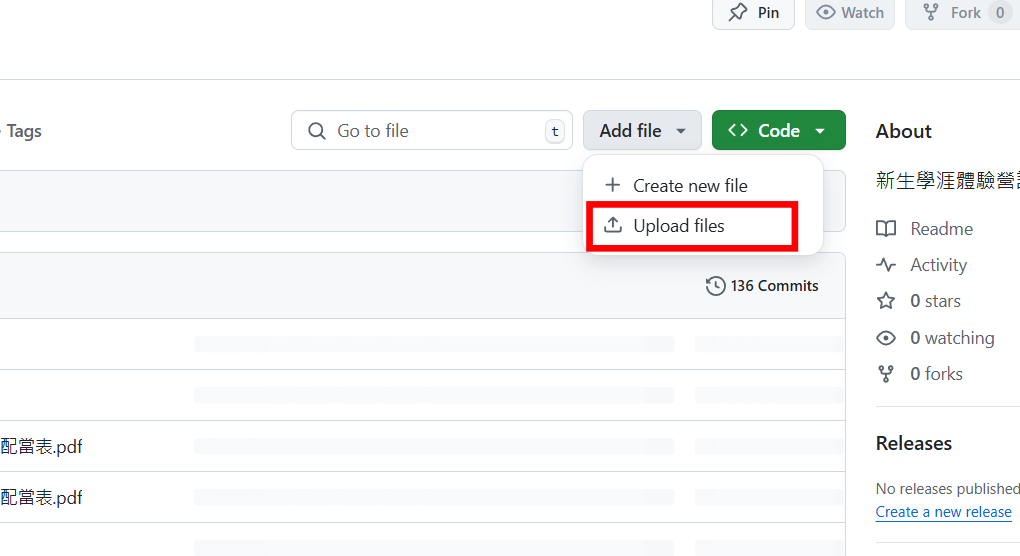 Pin
Watch
Fork 0
Tags
Go to file t
Add file
Code
Create new file
Upload files
136 Commits
配當表.pdf
配當表.pdf
About
新生學涯體驗營
Readme
Activity
0 stars
0 watching
0 forks
Releases
No releases published
Create a new release